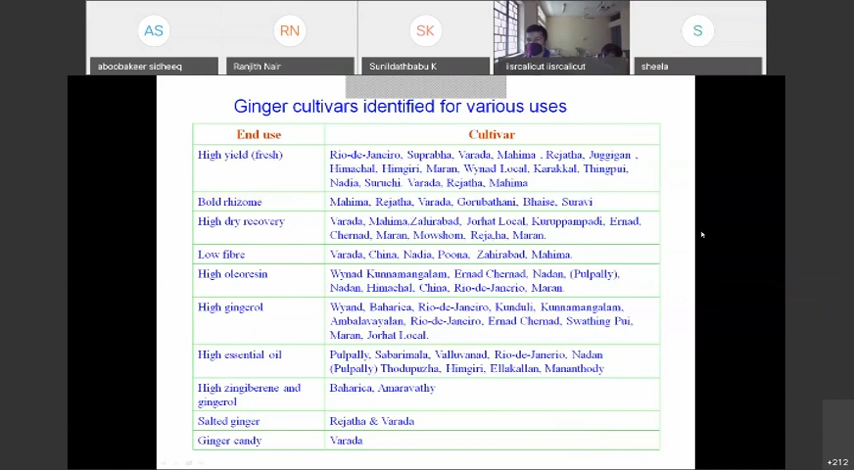 AS
RN
SK
S
aboobakeer sidheeq
Ranjith Nair
Sunildathbabu K
iisrcalicut iisrcalicut
sheela
Ginger cultivars identified for various uses
End use Cultivar
High yield (fresh) Rio-de-Janeiro, Suprabha, Varada, Mahima , Rejatha, Juggigan ,
Himachal, Himgiri, Maran, Wynad Local, Karakkal, Thingpui,
Nadia, Suruchi. Varada, Rejatha, Mahima
Bold rhizome Mahima, Rejatha, Varada, Gorubathani, Bhaise, Suravi
High dry recovery Varada, Mahima,Zahirabad, Jorhat Local, Kuruppampadi, Ernad,
Chernad, Maran, Mowshom, Reja,ha, Maran.
Low fibre Varada, China, Nadia, Poona, Zahirabad, Mahima.
High oleoresin Wynad Kunnamangalam, Ernad Chernad, Nadan, (Pulpally),
Nadan, Himachal, China, Rio-de-Janerio, Maran.
High gingerol Wyand, Baharica, Rio-de-Janeiro, Kunduli, Kunnamangalam,
Ambalavayalan, Rio-de-Janeiro, Ernad Chernad, Swathing Pui,
Maran, Jorhat Local.
High essential oil Pulpally, Sabarimala, Valluvanad, Rio-de-Janerio, Nadan
(Pulpally) Thodupuzha, Himgiri, Ellakallan, Mananthody
High zingiberene and Baharica, Amaravathy
gingerol
Salted ginger Rejatha & Varada
Ginger candy Varada
+212